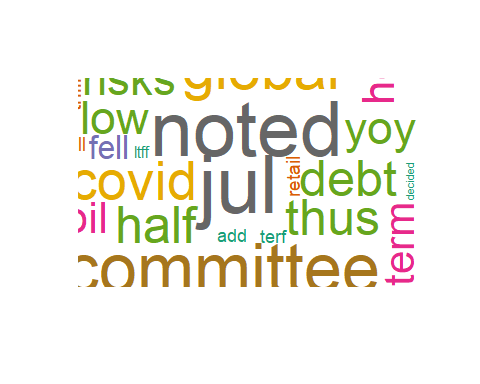 risks global
low noted yoy
fell ltff
covid jul retail debt decided
oil half thus term
add terf
committee